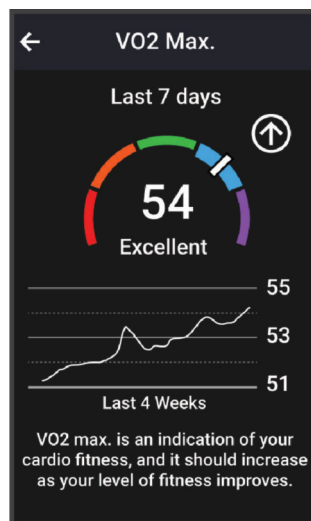 VO2 Max.
Last 7 days
54
Excellent
55
53
51
Last 4 Weeks
VO2 max. is an indication of your
cardio fitness, and it should increase
as your level of fitness improves.